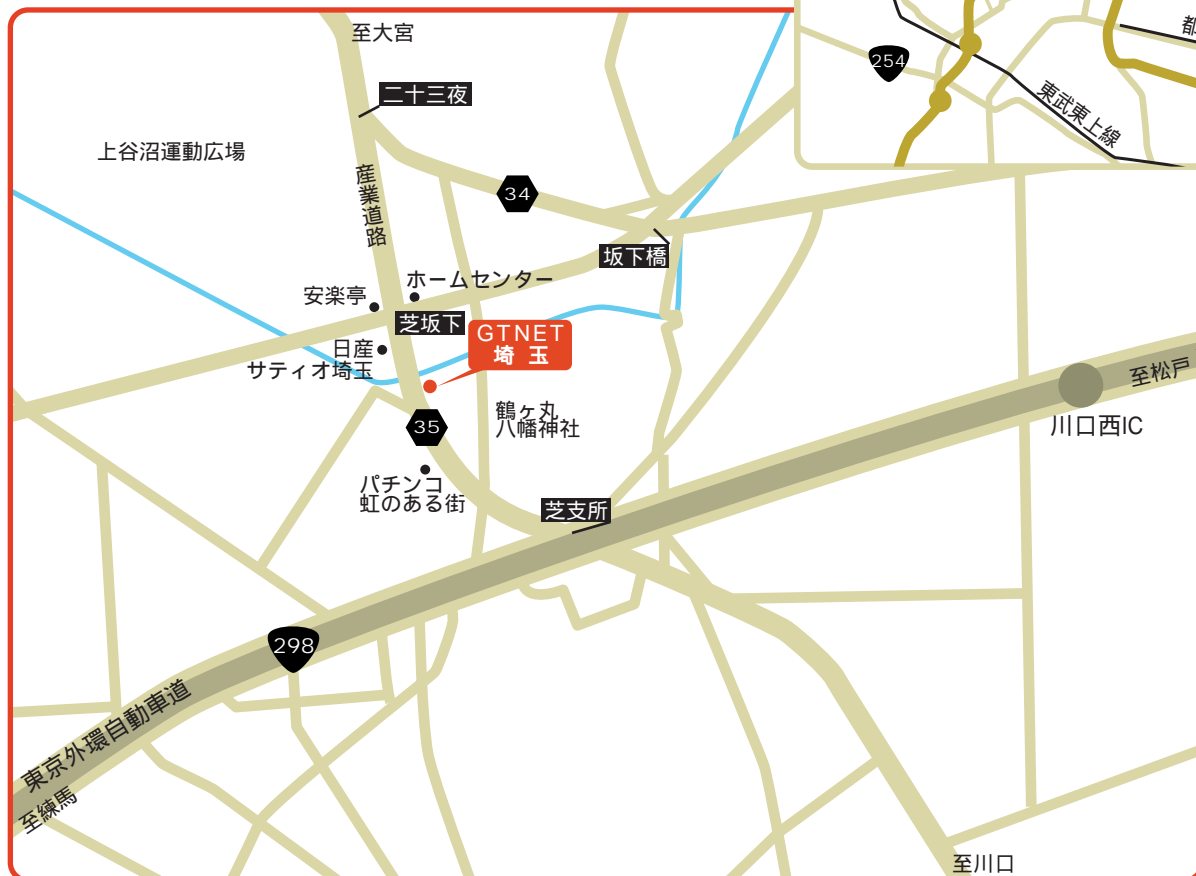 至大宮
二十三夜
上谷沼運動広場
産業道路
34
254
東武東上線
坂下橋
ホームセンター
安楽亭
芝坂下
GTNET
埼玉
日産
サティオ埼玉
鶴ヶ丸
八幡神社
35
パチンコ
虹のある街
芝支所
至松戸
川口西IC
298
東京外環自動車道
至練馬
至川口